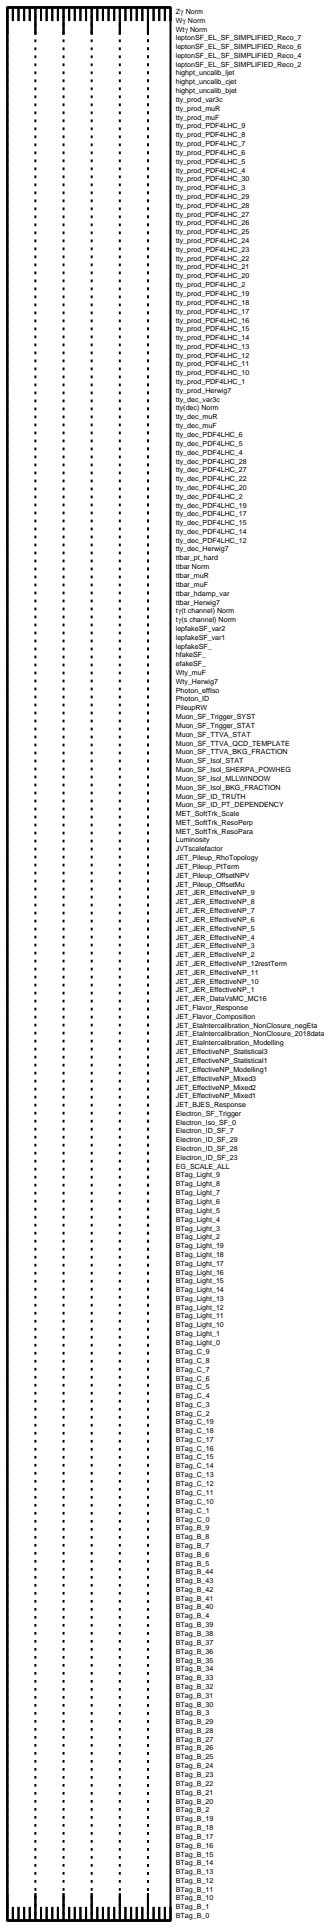 Zγ Norm
Wγ Norm
Wtγ Norm
leptonSF_EL_SF_SIMPLIFIED_Reco_7
leptonSF_EL_SF_SIMPLIFIED_Reco_6
leptonSF_EL_SF_SIMPLIFIED_Reco_4
leptonSF_EL_SF_SIMPLIFIED_Reco_2
highpt_uncalib_ljet
highpt_uncalib_cjet
highpt_uncalib_bjet
tty_prod_var3c
tty_prod_muR
tty_prod_muF
tty_prod_PDF4LHC_9
tty_prod_PDF4LHC_8
tty_prod_PDF4LHC_7
tty_prod_PDF4LHC_6
tty_prod_PDF4LHC_5
tty_prod_PDF4LHC_4
tty_prod_PDF4LHC_30
tty_prod_PDF4LHC_3
tty_prod_PDF4LHC_29
tty_prod_PDF4LHC_28
tty_prod_PDF4LHC_27
tty_prod_PDF4LHC_26
tty_prod_PDF4LHC_25
tty_prod_PDF4LHC_24
tty_prod_PDF4LHC_23
tty_prod_PDF4LHC_22
tty_prod_PDF4LHC_21
tty_prod_PDF4LHC_20
tty_prod_PDF4LHC_2
tty_prod_PDF4LHC_19
tty_prod_PDF4LHC_18
tty_prod_PDF4LHC_17
tty_prod_PDF4LHC_16
tty_prod_PDF4LHC_15
tty_prod_PDF4LHC_14
tty_prod_PDF4LHC_13
tty_prod_PDF4LHC_12
tty_prod_PDF4LHC_11
tty_prod_PDF4LHC_10
tty_prod_PDF4LHC_1
tty_prod_Herwig7
tty_dec_var3c
ttγ(dec) Norm
tty_dec_muR
tty_dec_muF
tty_dec_PDF4LHC_6
tty_dec_PDF4LHC_5
tty_dec_PDF4LHC_4
tty_dec_PDF4LHC_28
tty_dec_PDF4LHC_27
tty_dec_PDF4LHC_22
tty_dec_PDF4LHC_20
tty_dec_PDF4LHC_2
tty_dec_PDF4LHC_19
tty_dec_PDF4LHC_17
tty_dec_PDF4LHC_15
tty_dec_PDF4LHC_14
tty_dec_PDF4LHC_12
tty_dec_Herwig7
ttbar_pt_hard
ttbar Norm
ttbar_muR
ttbar_muF
ttbar_hdamp_var
ttbar_Herwig7
tγ(t channel) Norm
tγ(s channel) Norm
lepfakeSF_var2
lepfakeSF_var1
lepfakeSF_
hfakeSF_
efakeSF_
Wty_muF
Wty_Herwig7
Photon_effIso
Photon_ID
PileupRW
Muon_SF_Trigger_SYST
Muon_SF_Trigger_STAT
Muon_SF_TTVA_STAT
Muon_SF_TTVA_QCD_TEMPLATE
Muon_SF_TTVA_BKG_FRACTION
Muon_SF_Isol_STAT
Muon_SF_Isol_SHERPA_POWHEG
Muon_SF_Isol_MLLWINDOW
Muon_SF_Isol_BKG_FRACTION
Muon_SF_ID_TRUTH
Muon_SF_ID_PT_DEPENDENCY
MET_SoftTrk_Scale
MET_SoftTrk_ResoPerp
MET_SoftTrk_ResoPara
Luminosity
JVTscalefactor
JET_Pileup_RhoTopology
JET_Pileup_PtTerm
JET_Pileup_OffsetNPV
JET_Pileup_OffsetMu
JET_JER_EffectiveNP_9
JET_JER_EffectiveNP_8
JET_JER_EffectiveNP_7
JET_JER_EffectiveNP_6
JET_JER_EffectiveNP_5
JET_JER_EffectiveNP_4
JET_JER_EffectiveNP_3
JET_JER_EffectiveNP_2
JET_JER_EffectiveNP_12restTerm
JET_JER_EffectiveNP_11
JET_JER_EffectiveNP_10
JET_JER_EffectiveNP_1
JET_JER_DataVsMC_MC16
JET_Flavor_Response
JET_Flavor_Composition
JET_EtaIntercalibration_NonClosure_negEta
JET_EtaIntercalibration_NonClosure_2018data
JET_EtaIntercalibration_Modelling
JET_EffectiveNP_Statistical3
JET_EffectiveNP_Statistical1
JET_EffectiveNP_Modelling1
JET_EffectiveNP_Mixed3
JET_EffectiveNP_Mixed2
JET_EffectiveNP_Mixed1
JET_BJES_Response
Electron_SF_Trigger
Electron_Iso_SF_0
Electron_ID_SF_7
Electron_ID_SF_29
Electron_ID_SF_28
Electron_ID_SF_23
EG_SCALE_ALL
BTag_Light_9
BTag_Light_8
BTag_Light_7
BTag_Light_6
BTag_Light_5
BTag_Light_4
BTag_Light_3
BTag_Light_2
BTag_Light_19
BTag_Light_18
BTag_Light_17
BTag_Light_16
BTag_Light_15
BTag_Light_14
BTag_Light_13
BTag_Light_12
BTag_Light_11
BTag_Light_10
BTag_Light_1
BTag_Light_0
BTag_C_9
BTag_C_8
BTag_C_7
BTag_C_6
BTag_C_5
BTag_C_4
BTag_C_3
BTag_C_2
BTag_C_19
BTag_C_18
BTag_C_17
BTag_C_16
BTag_C_15
BTag_C_14
BTag_C_13
BTag_C_12
BTag_C_11
BTag_C_10
BTag_C_1
BTag_C_0
BTag_B_9
BTag_B_8
BTag_B_7
BTag_B_6
BTag_B_5
BTag_B_44
BTag_B_43
BTag_B_42
BTag_B_41
BTag_B_40
BTag_B_4
BTag_B_39
BTag_B_38
BTag_B_37
BTag_B_36
BTag_B_35
BTag_B_34
BTag_B_33
BTag_B_32
BTag_B_31
BTag_B_30
BTag_B_3
BTag_B_29
BTag_B_28
BTag_B_27
BTag_B_26
BTag_B_25
BTag_B_24
BTag_B_23
BTag_B_22
BTag_B_21
BTag_B_20
BTag_B_2
BTag_B_19
BTag_B_18
BTag_B_17
BTag_B_16
BTag_B_15
BTag_B_14
BTag_B_13
BTag_B_12
BTag_B_11
BTag_B_10
BTag_B_1
BTag_B_0